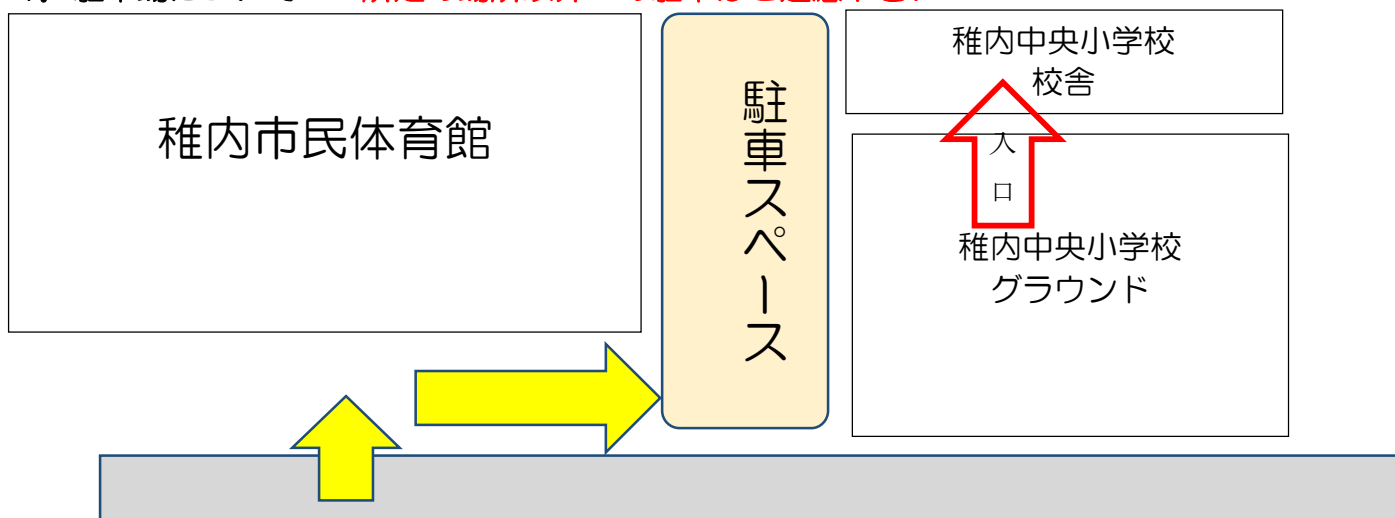 稚内市民体育館
駐車スペース
稚内中央小学校
校舎
入
口
稚内中央小学校
グラウンド